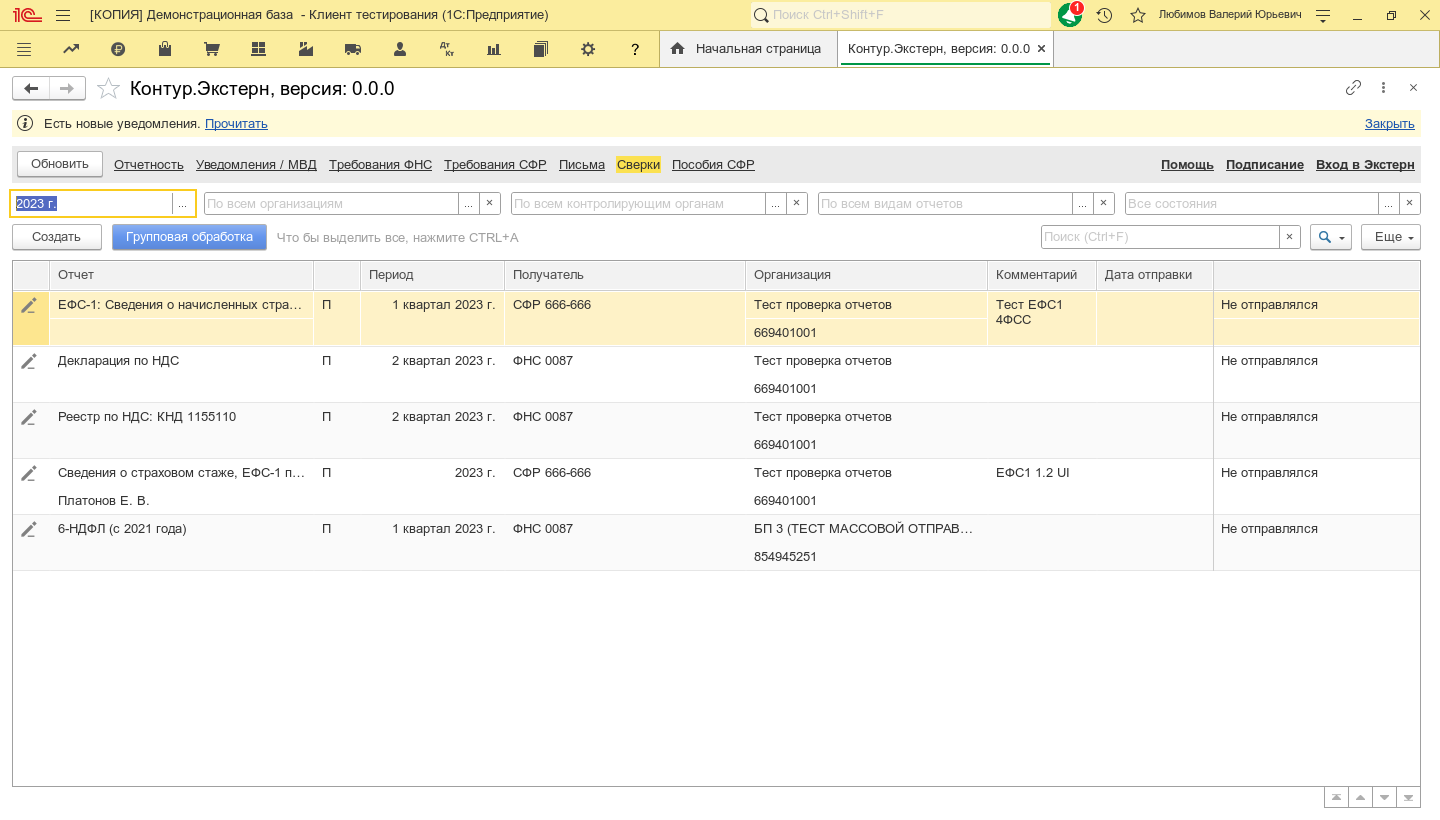 [КОПИЯ] Демонстрационная база - Клиент тестирования (1С:Предприятие)
Поиск Ctrl+Shift+F
1
Любимов Валерий Юрьевич
Дт Кт
?
Начальная страница
Контур.Экстерн, версия: 0.0.0
Контур.Экстерн, версия: 0.0.0
Есть новые уведомления. Прочитать
Закрыть
Обновить
Отчетность
Уведомления / МВД
Требования ФНС
Требования СФР
Письма
Сверки
Пособия СФР
Помощь
Подписание
Вход в Экстерн
2023 г.
...
По всем организациям
...
По всем контролирующим органам
...
По всем видам отчетов
...
Все состояния
...
Создать
Групповая обработка
Что бы выделить все, нажмите CTRL+A
Поиск (Ctrl+F)
Еще
Отчет
Период
Получатель
Организация
Комментарий
Дата отправки
ЕФС-1: Сведения о начисленных стра...
П
1 квартал 2023 г.
СФР 666-666
Тест проверка отчетов
Тест ЕФС1
4ФСС
Не отправлялся
669401001
Декларация по НДС
П
2 квартал 2023 г.
ФНС 0087
Тест проверка отчетов
Не отправлялся
669401001
Реестр по НДС: КНД 1155110
П
2 квартал 2023 г.
ФНС 0087
Тест проверка отчетов
Не отправлялся
669401001
Сведения о страховом стаже, ЕФС-1 п...
П
2023 г.
СФР 666-666
Тест проверка отчетов
ЕФС1 1.2 UI
Не отправлялся
Платонов Е. В.
669401001
6-НДФЛ (с 2021 года)
П
1 квартал 2023 г.
ФНС 0087
БП 3 (ТЕСТ МАССОВОЙ ОТПРАВ...
Не отправлялся
854945251